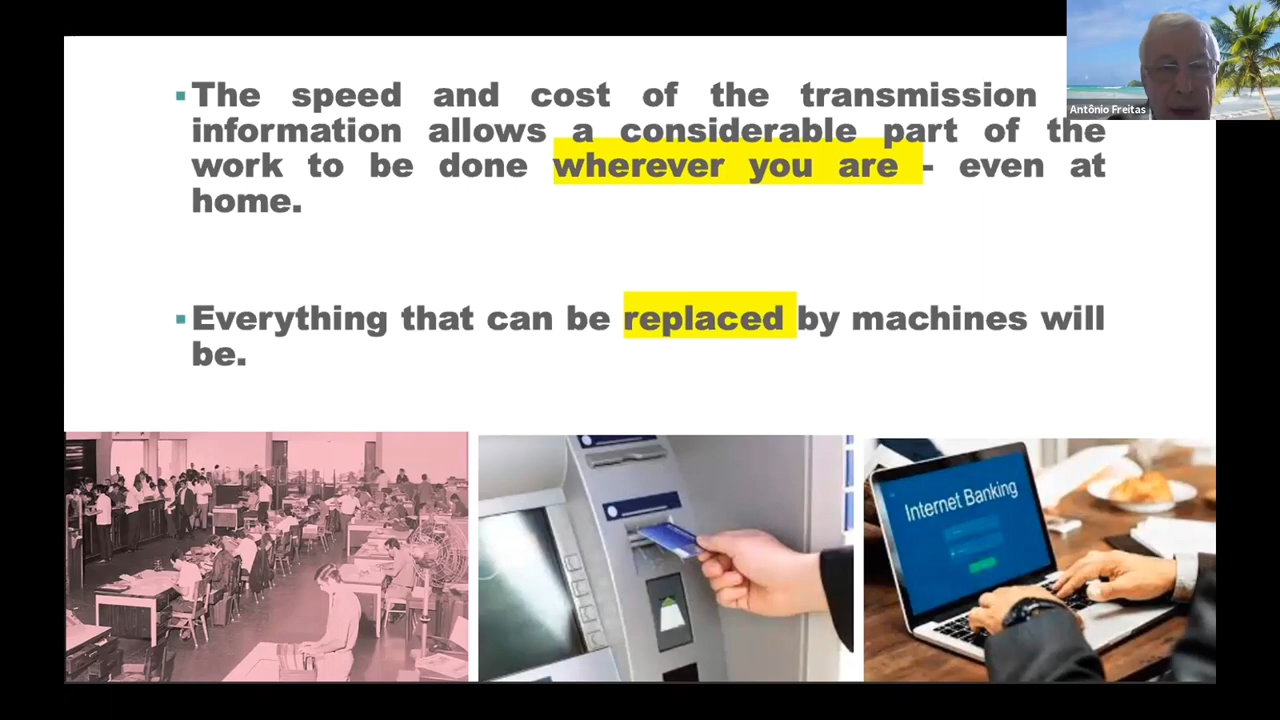 ▪The speed and cost of the transmission
information allows a considerable part of the
work to be done wherever you are - even at
home.
▪Everything that can be replaced by machines will
be.
Antônio Freitas
Internet Banking